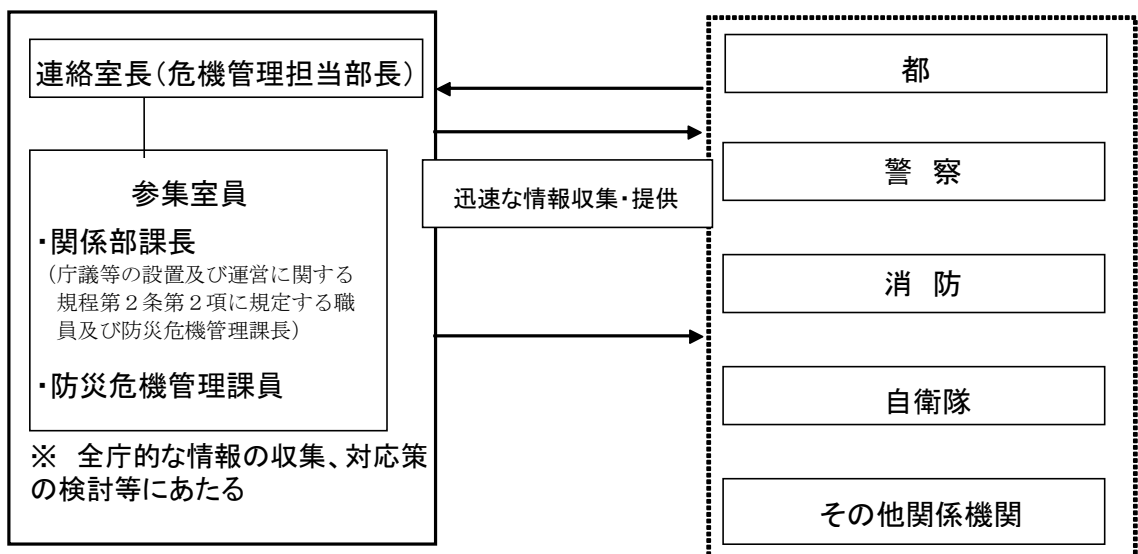 連絡室長(危機管理担当部長)
参集室員
・関係部課長
(庁議等の設置及び運営に関する
規程第2条第2項に規定する職
員及び防災危機管理課長)
・防災危機管理課員
※ 全庁的な情報の収集、対応策
の検討等にあたる
迅速な情報収集・提供
都
警 察
消 防
自衛隊
その他関係機関